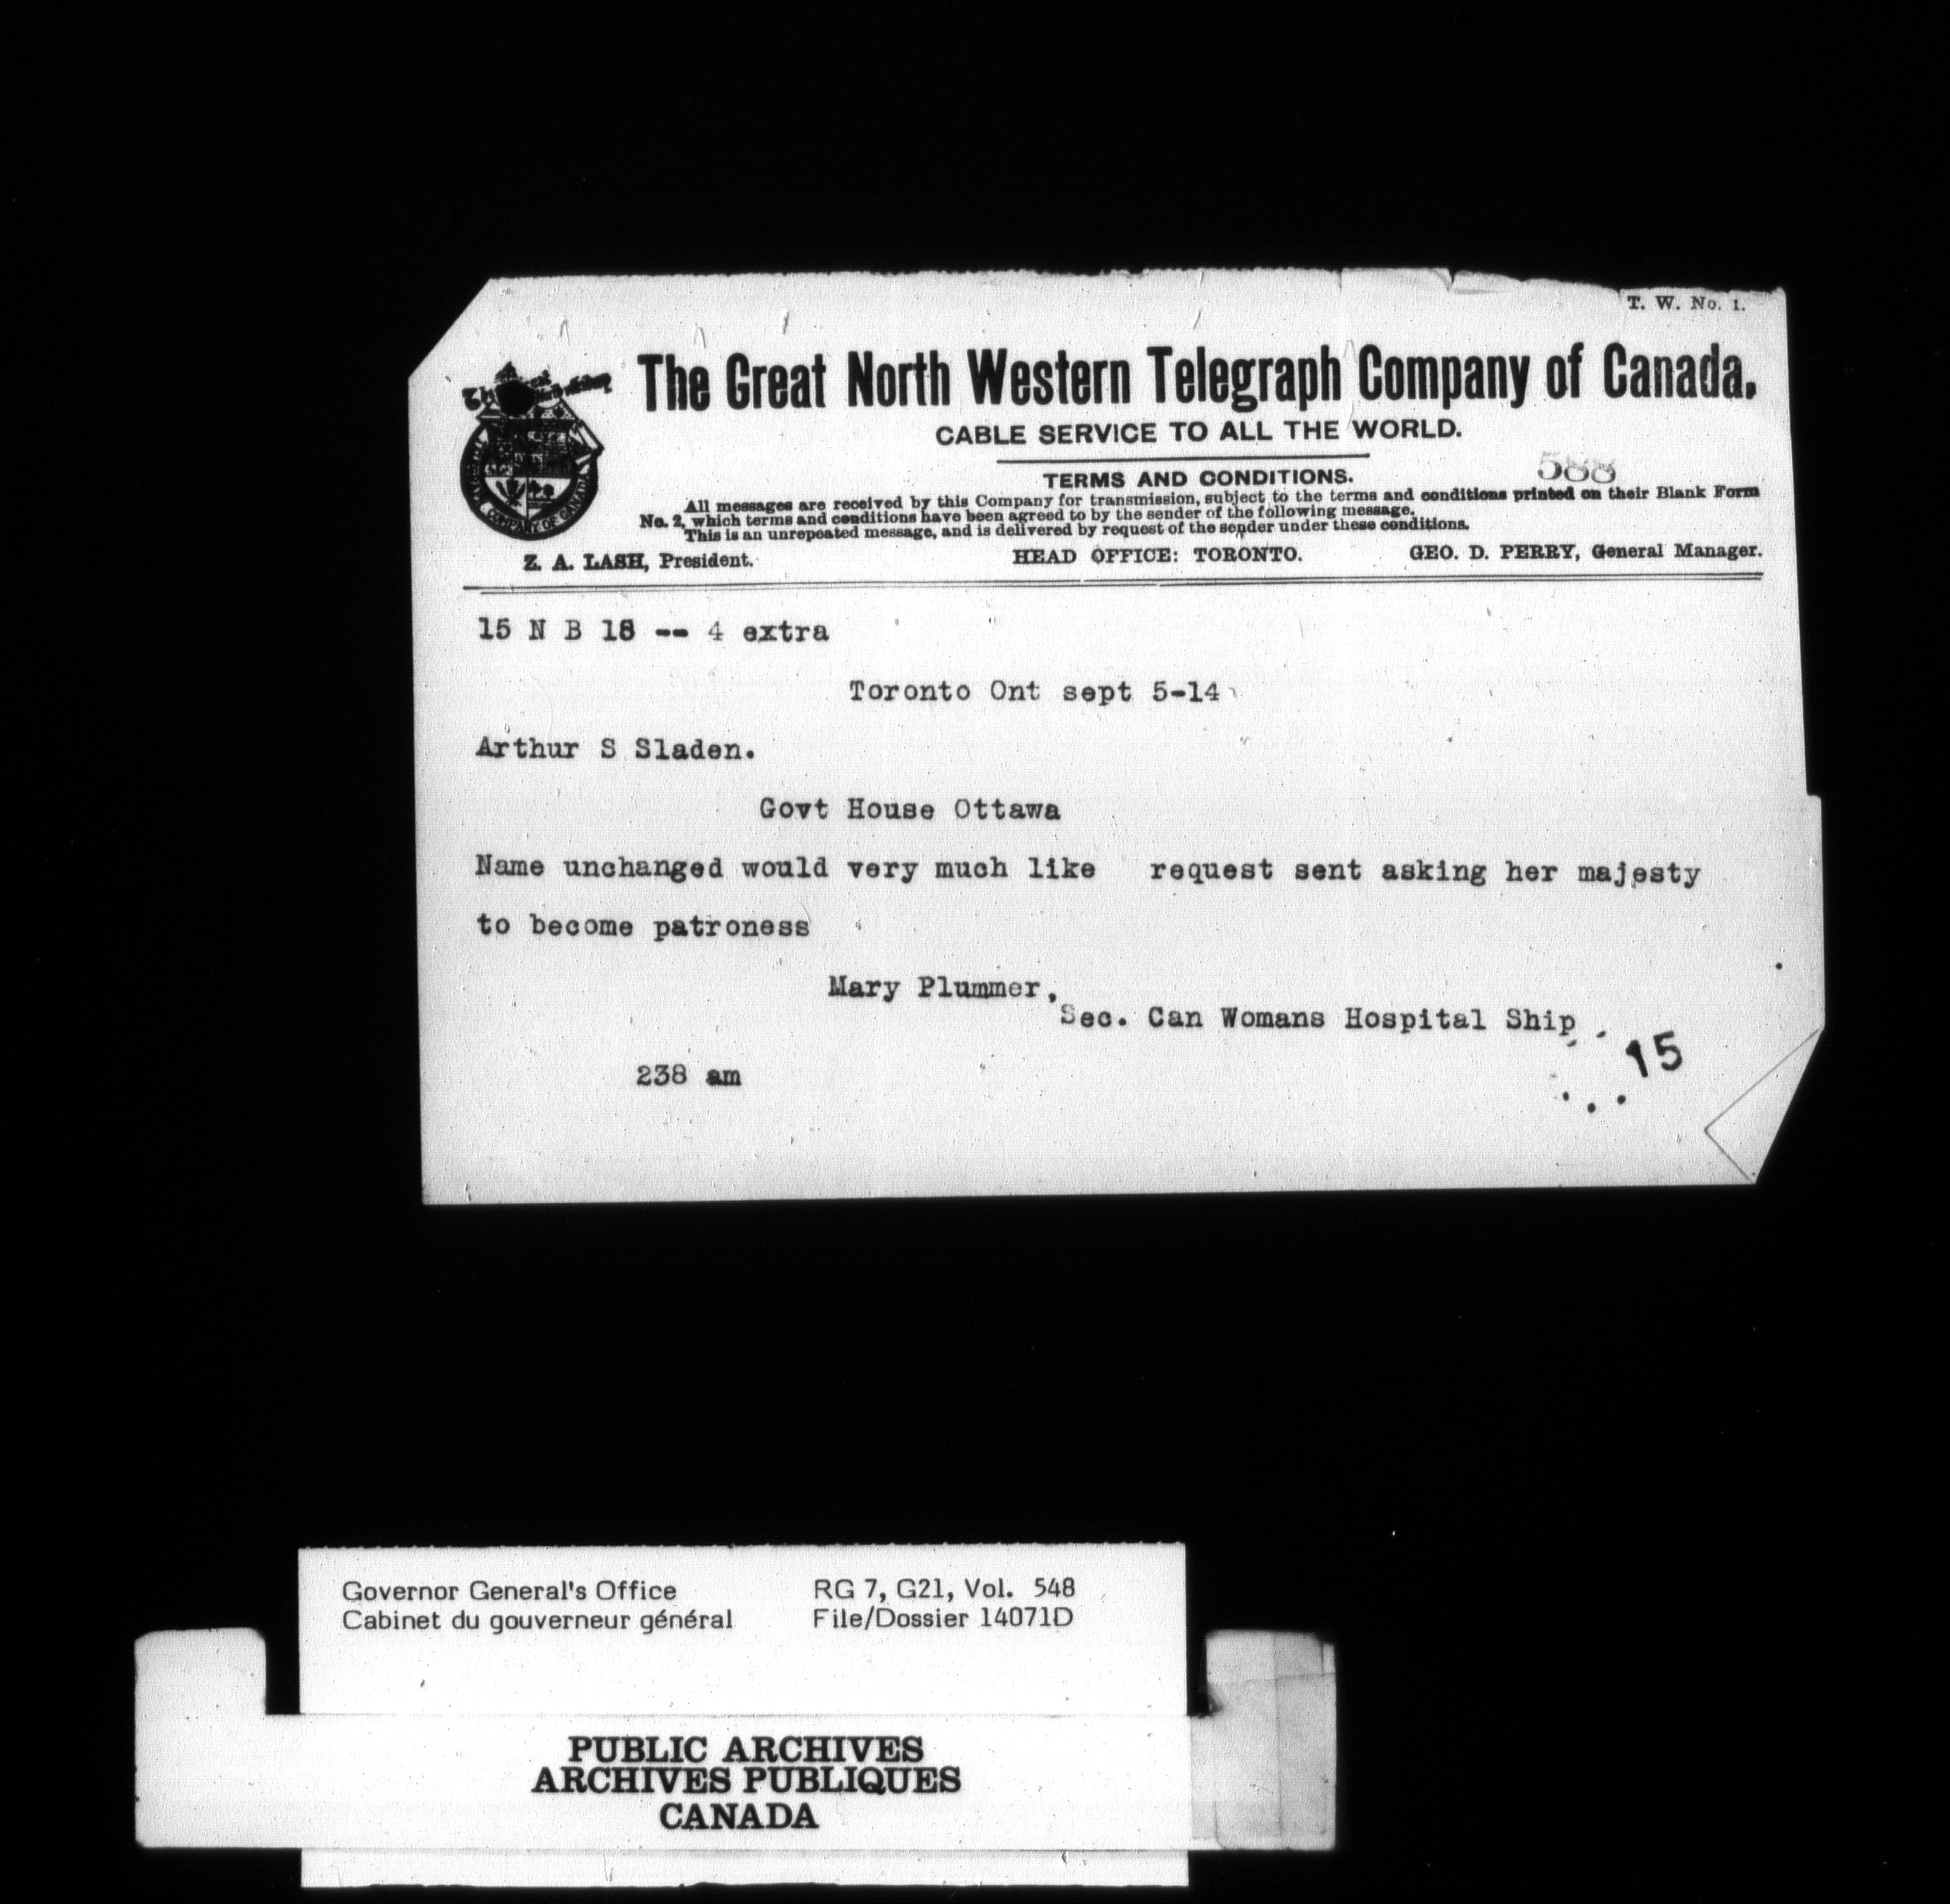 T. W. No. 1.
The Great North Western Telegraph Company of Canada.
CABLE SERVICE TO ALL THE WORLD.
588
TERMS AND CONDITIONS.
All messages are received by this Company for transmission, subject to the terms and conditions printed on their Blank Form
No. 2, which terms and conditions have been agreed to by the sender of the following message.
This is an unrepeated message, and is delivered by request of the sender under these conditions.
Z. A. LASH, President. HEAD OFFICE: TORONTO. GEO. D. PERRY, General Manager.
15 N B 18 -- 4 extra
Toronto Ont sept 5-14
Arthur S Sladen.
Govt House Ottawa
Name unchanged would very much like request sent asking her majesty
to become patroness
Mary Plummer,
Sec. Can Womans Hospital Ship
15
238 am
Governor General's Office RG 7, G21, Vol. 548
Cabinet du gouverneur général File/Dossier 14071D
PUBLIC ARCHIVES
ARCHIVES PUBLIQUES
CANADA